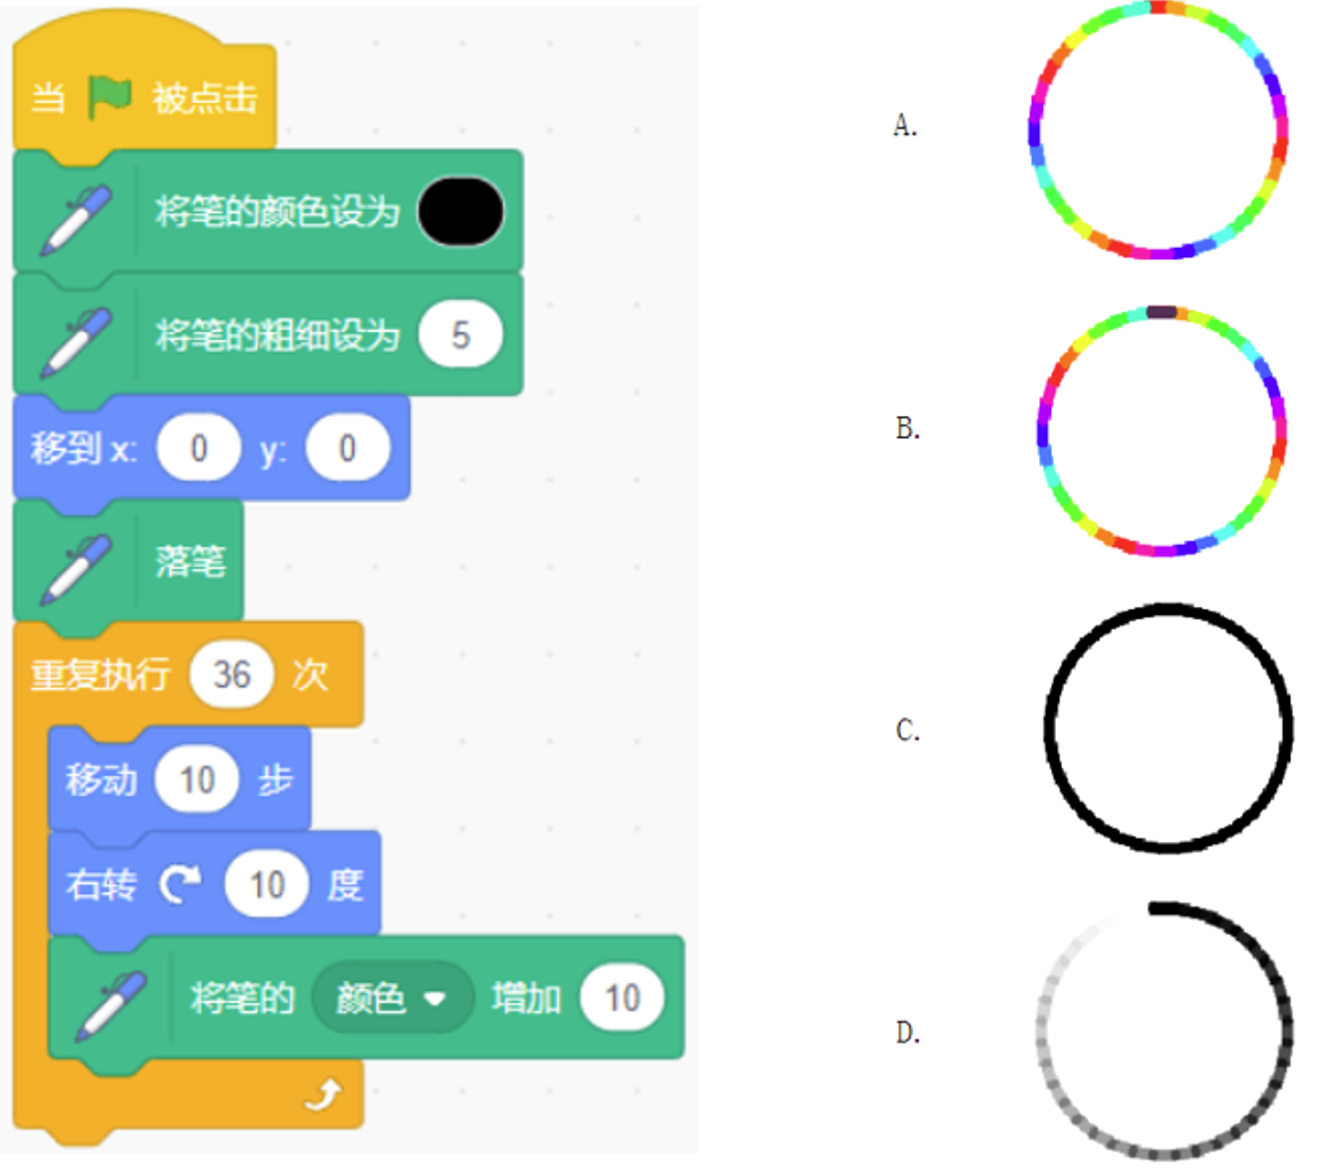 当 被点击
将笔的颜色设为
将笔的粗细设为 5
移到 x: 0 y: 0
落笔
重复执行 36 次
移动 10 步
右转 10 度
将笔的 颜色 增加 10
A.
B.
C.
D.